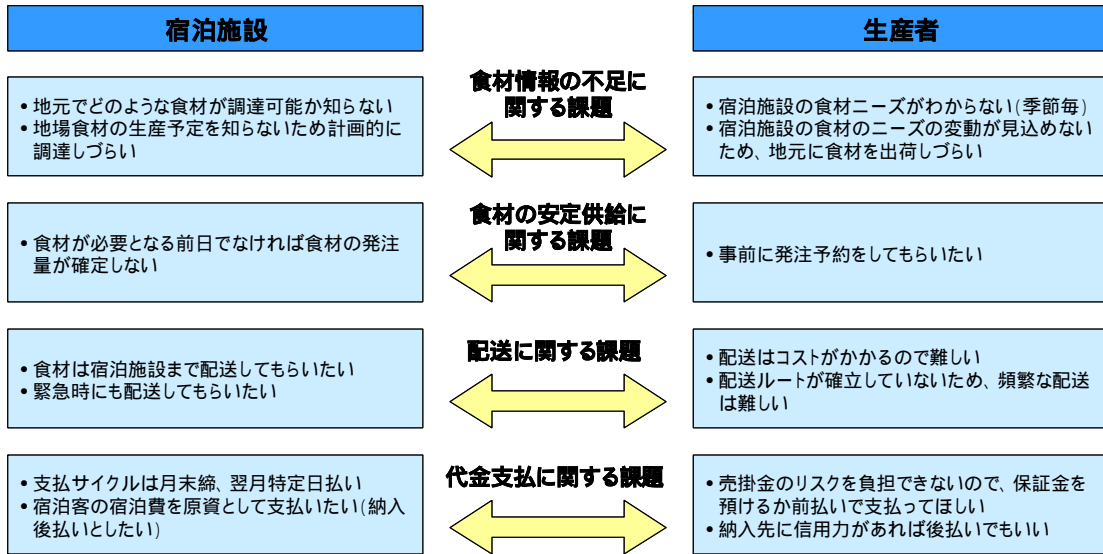 宿泊施設
生産者
食材情報の不足に
関する課題
• 地元でどのような食材が調達可能か知らない
• 地場食材の生産予定を知らないため計画的に
調達しづらい
• 宿泊施設の食材ニーズがわからない(季節毎)
• 宿泊施設の食材のニーズの変動が見込めない
ため、地元に食材を出荷しづらい
食材の安定供給に
関する課題
• 食材が必要となる前日でなければ食材の発注
量が確定しない
• 事前に発注予約をしてもらいたい
配送に関する課題
• 食材は宿泊施設まで配送してもらいたい
• 緊急時にも配送してもらいたい
• 配送はコストがかかるので難しい
• 配送ルートが確立していないため、頻繁な配送
は難しい
代金支払に関する課題
• 支払サイクルは月末締、翌月特定日払い
• 宿泊客の宿泊費を原資として支払いたい(納入
後払いとしたい)
• 売掛金のリスクを負担できないので、保証金を
預けるか前払いで支払ってほしい
• 納入先に信用力があれば後払いでもいい